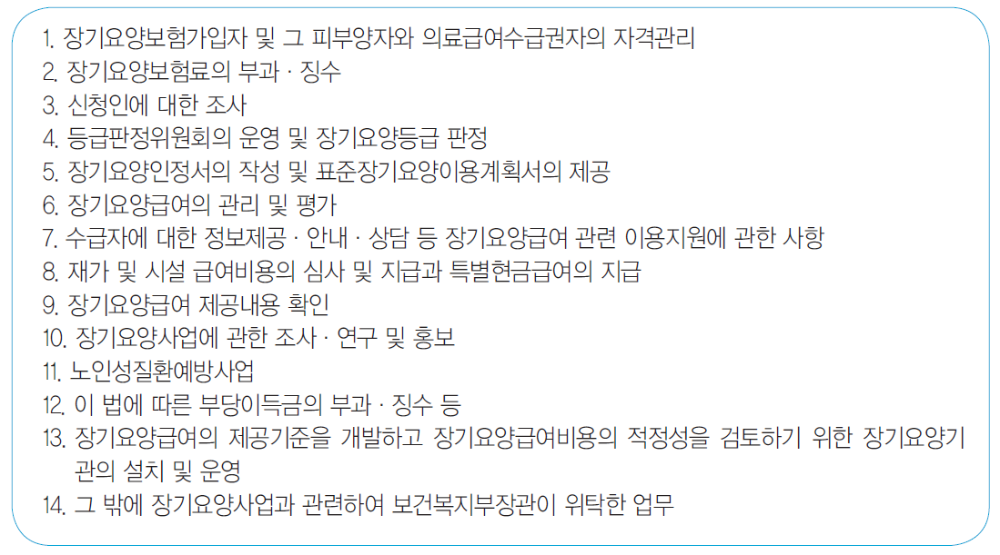 1. 장기요양보험가입자 및 그 피부양자와 의료급여수급권자의 자격관리
2. 장기요양보험료의 부과·징수
3. 신청인에 대한 조사
4. 등급판정위원회의 운영 및 장기요양등급 판정
5. 장기요양인정서의 작성 및 표준장기요양이용계획서의 제공
6. 장기요양급여의 관리 및 평가
7. 수급자에 대한 정보제공·안내·상담 등 장기요양급여 관련 이용지원에 관한 사항
8. 재가 및 시설 급여비용의 심사 및 지급과 특별현금급여의 지급
9. 장기요양급여 제공내용 확인
10. 장기요양사업에 관한 조사·연구 및 홍보
11. 노인성질환예방사업
12. 이 법에 따른 부당이득금의 부과·징수 등
13. 장기요양급여의 제공기준을 개발하고 장기요양급여비용의 적정성을 검토하기 위한 장기요양기
관의 설치 및 운영
14. 그 밖에 장기요양사업과 관련하여 보건복지부장관이 위탁한 업무